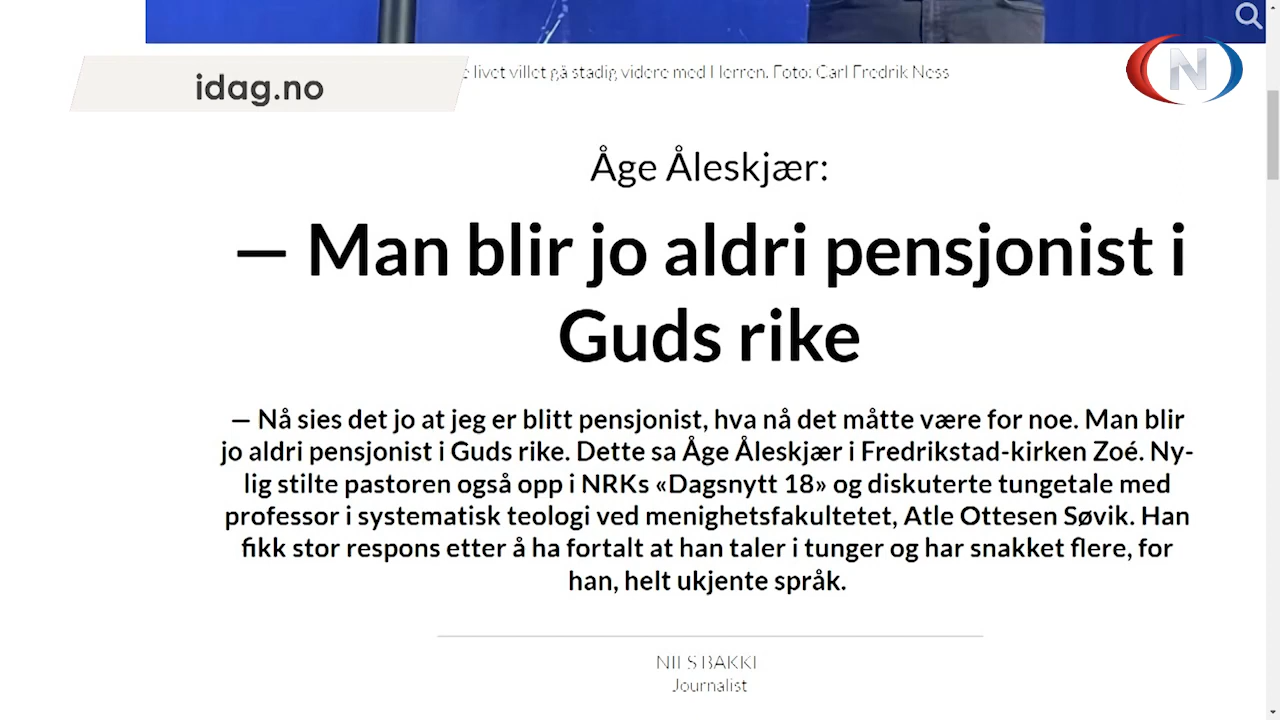 idag.no
livet villet gå stadig videre med Herren. Foto: Carl Fredrik Ness
N
Åge Åleskjær:
— Man blir jo aldri pensjonist i
Guds rike
— Nå sies det jo at jeg er blitt pensjonist, hva nå det måtte være for noe. Man blir
jo aldri pensjonist i Guds rike. Dette sa Åge Åleskjær i Fredrikstad-kirken Zoé. Ny-
lig stilte pastoren også opp i NRKs «Dagsnytt 18» og diskuterte tungetale med
professor i systematisk teologi ved menighetsfakultetet, Atle Ottesen Søvik. Han
fikk stor respons etter å ha fortalt at han taler i tunger og har snakket flere, for
han, helt ukjente språk.
NILS BAKKI
Journalist